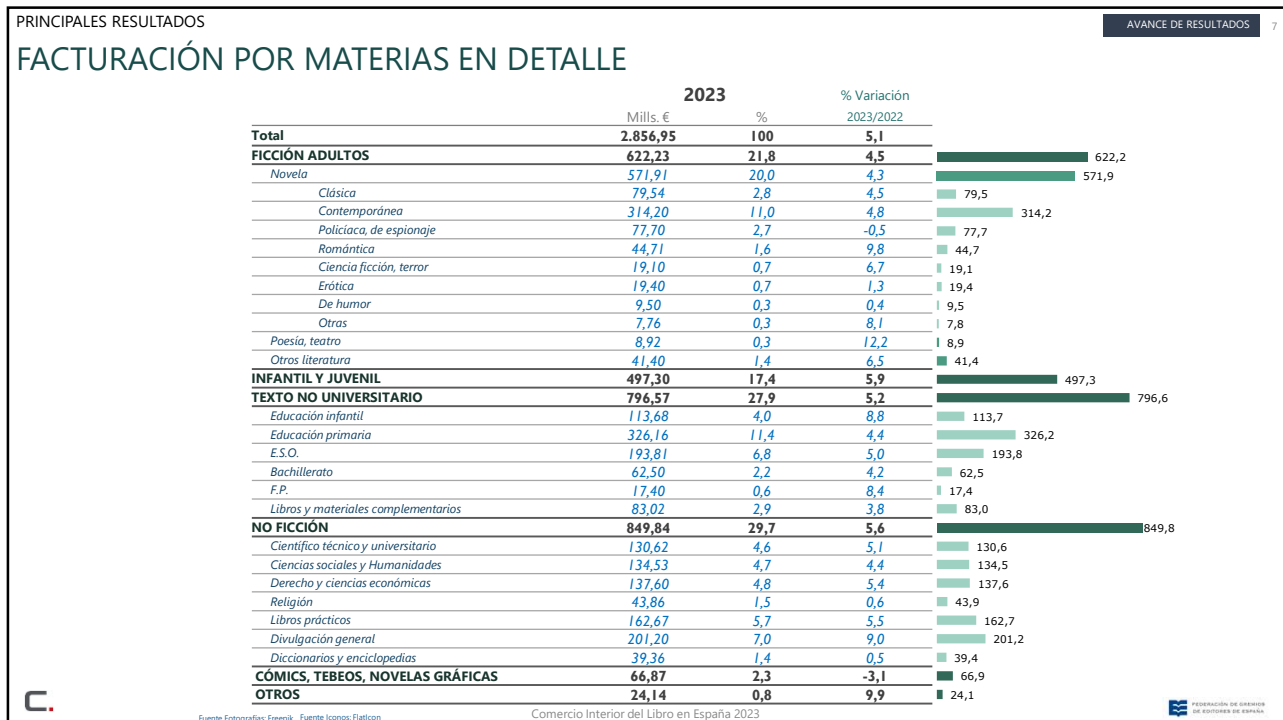 PRINCIPALES RESULTADOS
AVANCE DE RESULTADOS 7
FACTURACIÓN POR MATERIAS EN DETALLE
2023 % Variación
Mills. € % 2023/2022
Total 2.856,95 100 5,1
FICCIÓN ADULTOS 622,23 21,8 4,5 622,2
Novela 571,91 20,0 4,3 571,9
Clásica 79,54 2,8 4,5 79,5
Contemporánea 314,20 11,0 4,8 314,2
Policíaca, de espionaje 77,70 2,7 -0,5 77,7
Romántica 44,71 1,6 9,8 44,7
Ciencia ficción, terror 19,10 0,7 6,7 19,1
Erótica 19,40 0,7 1,3 19,4
De humor 9,50 0,3 0,4 9,5
Otras 7,76 0,3 8,1 7,8
Poesía, teatro 8,92 0,3 12,2 8,9
Otros literatura 41,40 1,4 6,5 41,4
INFANTIL Y JUVENIL 497,30 17,4 5,9 497,3
TEXTO NO UNIVERSITARIO 796,57 27,9 5,2 796,6
Educación infantil 113,68 4,0 8,8 113,7
Educación primaria 326,16 11,4 4,4 326,2
E.S.O. 193,81 6,8 5,0 193,8
Bachillerato 62,50 2,2 4,2 62,5
F.P. 17,40 0,6 8,4 17,4
Libros y materiales complementarios 83,02 2,9 3,8 83,0
NO FICCIÓN 849,84 29,7 5,6 849,8
Científico técnico y universitario 130,62 4,6 5,1 130,6
Ciencias sociales y Humanidades 134,53 4,7 4,4 134,5
Derecho y ciencias económicas 137,60 4,8 5,4 137,6
Religión 43,86 1,5 0,6 43,9
Libros prácticos 162,67 5,7 5,5 162,7
Divulgación general 201,20 7,0 9,0 201,2
Diccionarios y enciclopedias 39,36 1,4 0,5 39,4
CÓMICS, TEBEOS, NOVELAS GRÁFICAS 66,87 2,3 -3,1 66,9
OTROS 24,14 0,8 9,9 24,1
C.
Fuente Fotografías: Freepik Fuente Iconos: FlatIcon
Comercio Interior del Libro en España 2023
FEDERACIÓN DE GREMIOS
DE EDITORES DE ESPAÑA